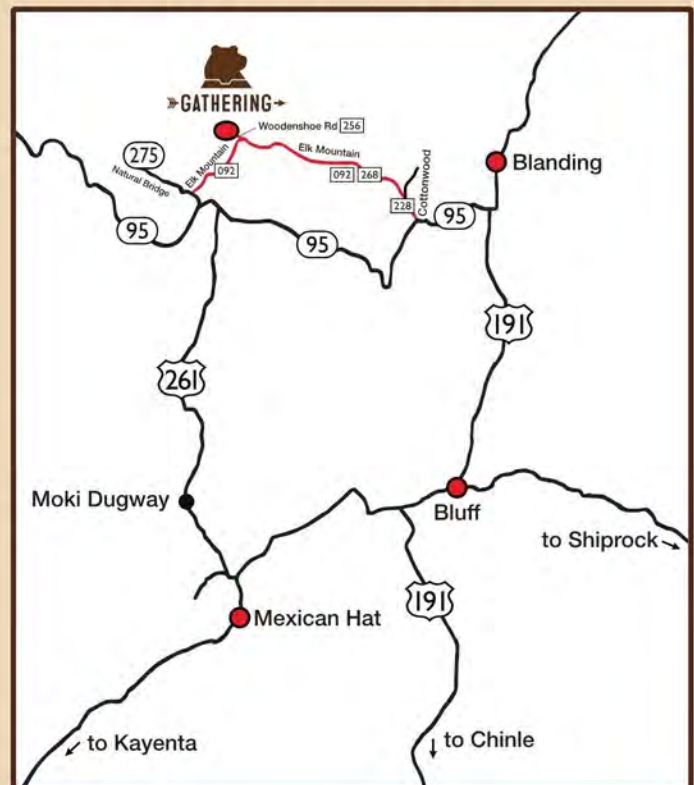 GATHERING
Woodenshoe Rd 256
275
Elk Mountain
Elk Mountain
Blanding
Natural Bridge
092
092 268
Cottonwood
228
95
95
95
191
261
Moki Dugway
Bluff
to Shiprock
191
Mexican Hat
to Kayenta
to Chinle